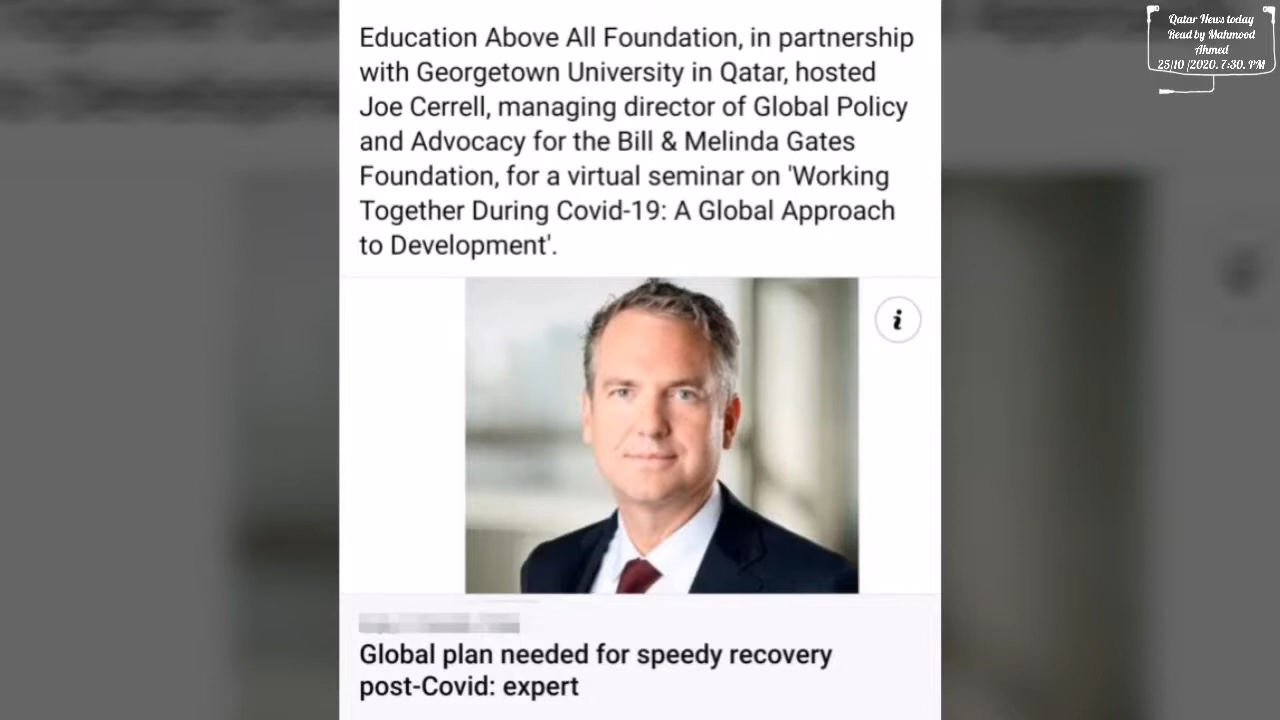 Qatar News today
Read by Mahmood
Ahmed
25/10/2020. 7:30. PM
Education Above All Foundation, in partnership
with Georgetown University in Qatar, hosted
Joe Cerrell, managing director of Global Policy
and Advocacy for the Bill & Melinda Gates
Foundation, for a virtual seminar on 'Working
Together During Covid-19: A Global Approach
to Development'.
i
Global plan needed for speedy recovery
post-Covid: expert